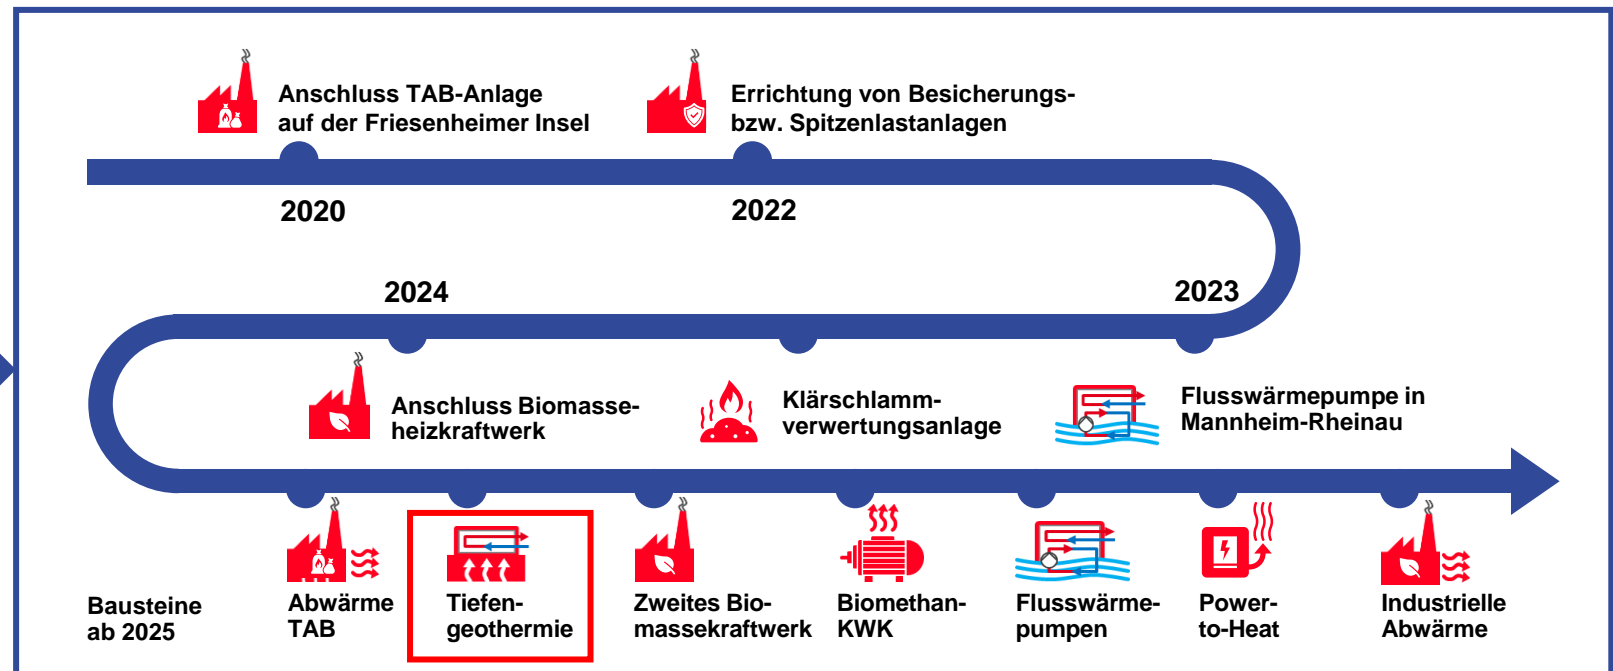 Anschluss TAB-Anlage
auf der Friesenheimer Insel
Errichtung von Besicherungs-
bzw. Spitzenlastanlagen
2020
2022
2024
2023
Anschluss Biomasse-
heizkraftwerk
Klärschlamm-
verwertungsanlage
Flusswärmepumpe in
Mannheim-Rheinau
Bausteine
ab 2025
Abwärme
TAB
Tiefen-
geothermie
Zweites Bio-
massekraftwerk
Biomethan-
KWK
Flusswärme-
pumpen
Power-
to-Heat
Industrielle
Abwärme